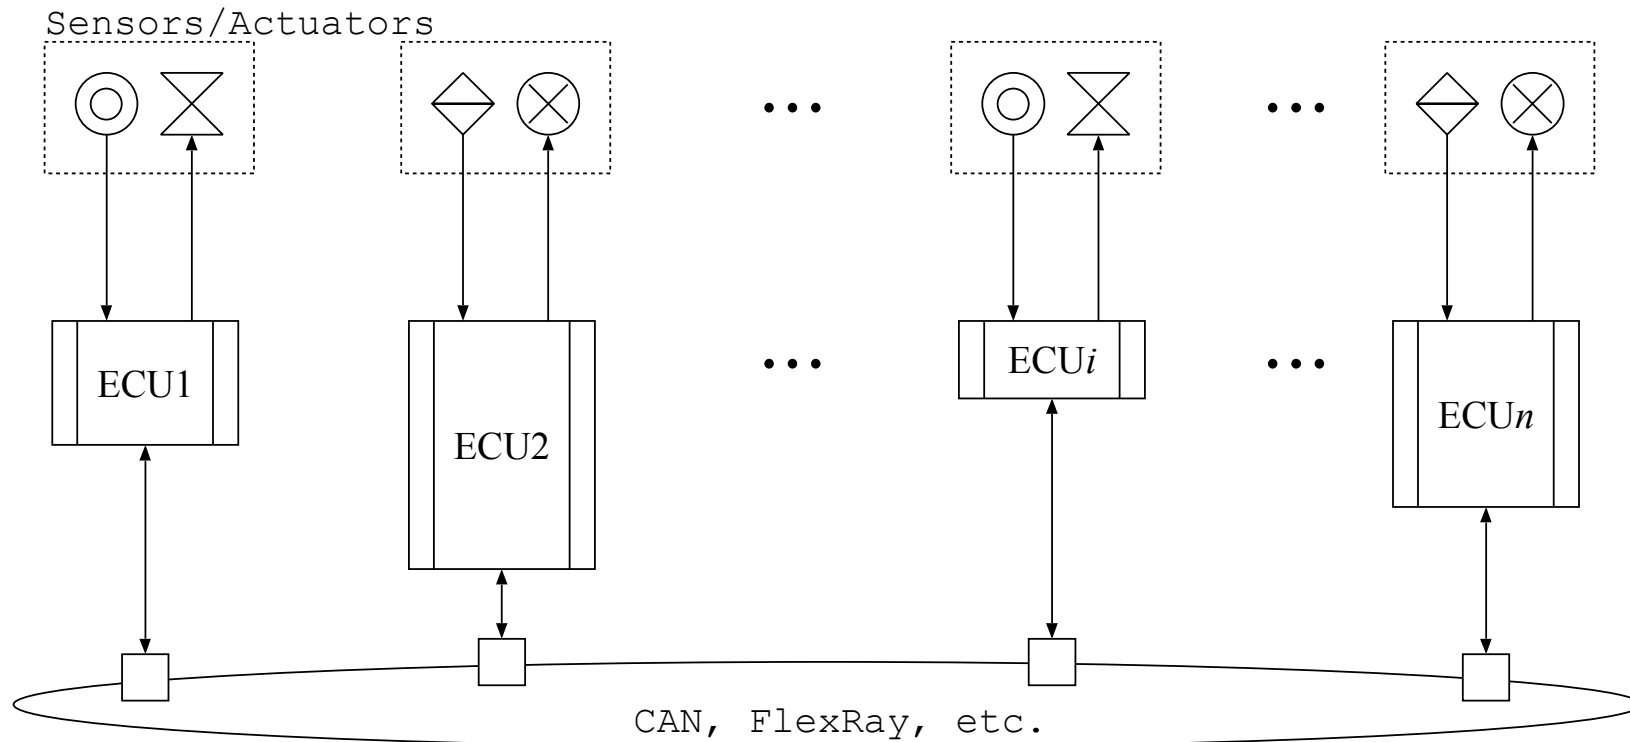 Sensors/Actuators
... ...
ECU1 ECU2 ... ECUi ... ECUn
CAN, FlexRay, etc.